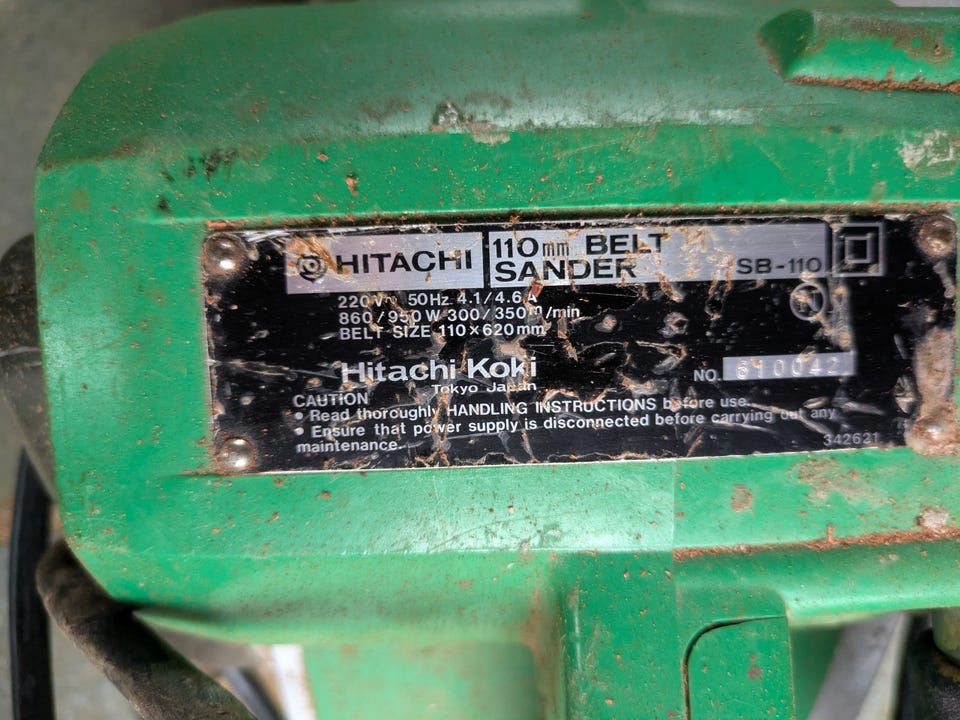 HITACHI
110mm BELT
SANDER SB-110
220V~ 50Hz 4.1/4.6A
860/950W 300/350m/min
BELT SIZE 110×620mm
Hitachi Koki
Tokyo Japan
NO. 610042
CAUTION
• Read thoroughly HANDLING INSTRUCTIONS before use.
• Ensure that power supply is disconnected before carrying out any
maintenance.
342621